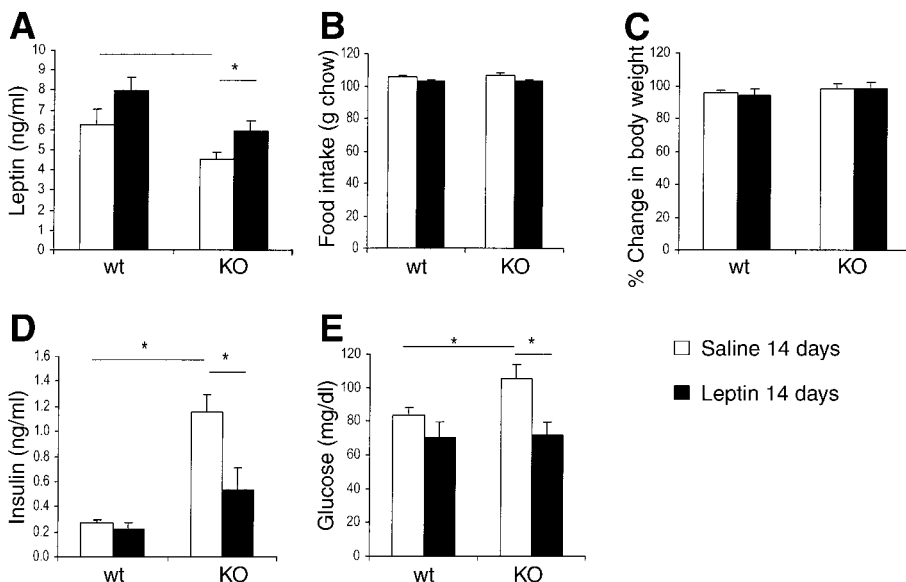 A
Leptin (ng/ml)
10
9
8
7
6
5
4
3
2
1
0
*
wt KO
B
Food intake (g chow)
120
100
80
60
40
20
0
wt KO
C
% Change in body weight
120
100
80
60
40
20
0
wt KO
D
Insulin (ng/ml)
1.6
1.4
1.2
1.0
0.8
0.6
0.4
0.2
0.0
* *
wt KO
E
Glucose (mg/dl)
120
100
80
60
40
20
0
* *
wt KO
Saline 14 days
Leptin 14 days